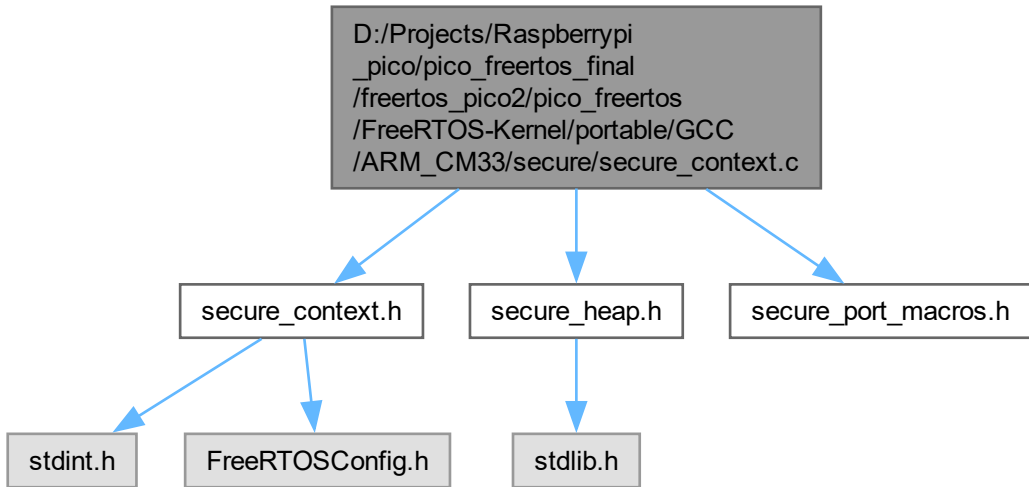 D:/Projects/Raspberrypi
_pico/pico_freertos_final
/freertos_pico2/pico_freertos
/FreeRTOS-Kernel/portable/GCC
/ARM_CM33/secure/secure_context.c
secure_context.h
secure_heap.h
secure_port_macros.h
stdint.h
FreeRTOSConfig.h
stdlib.h